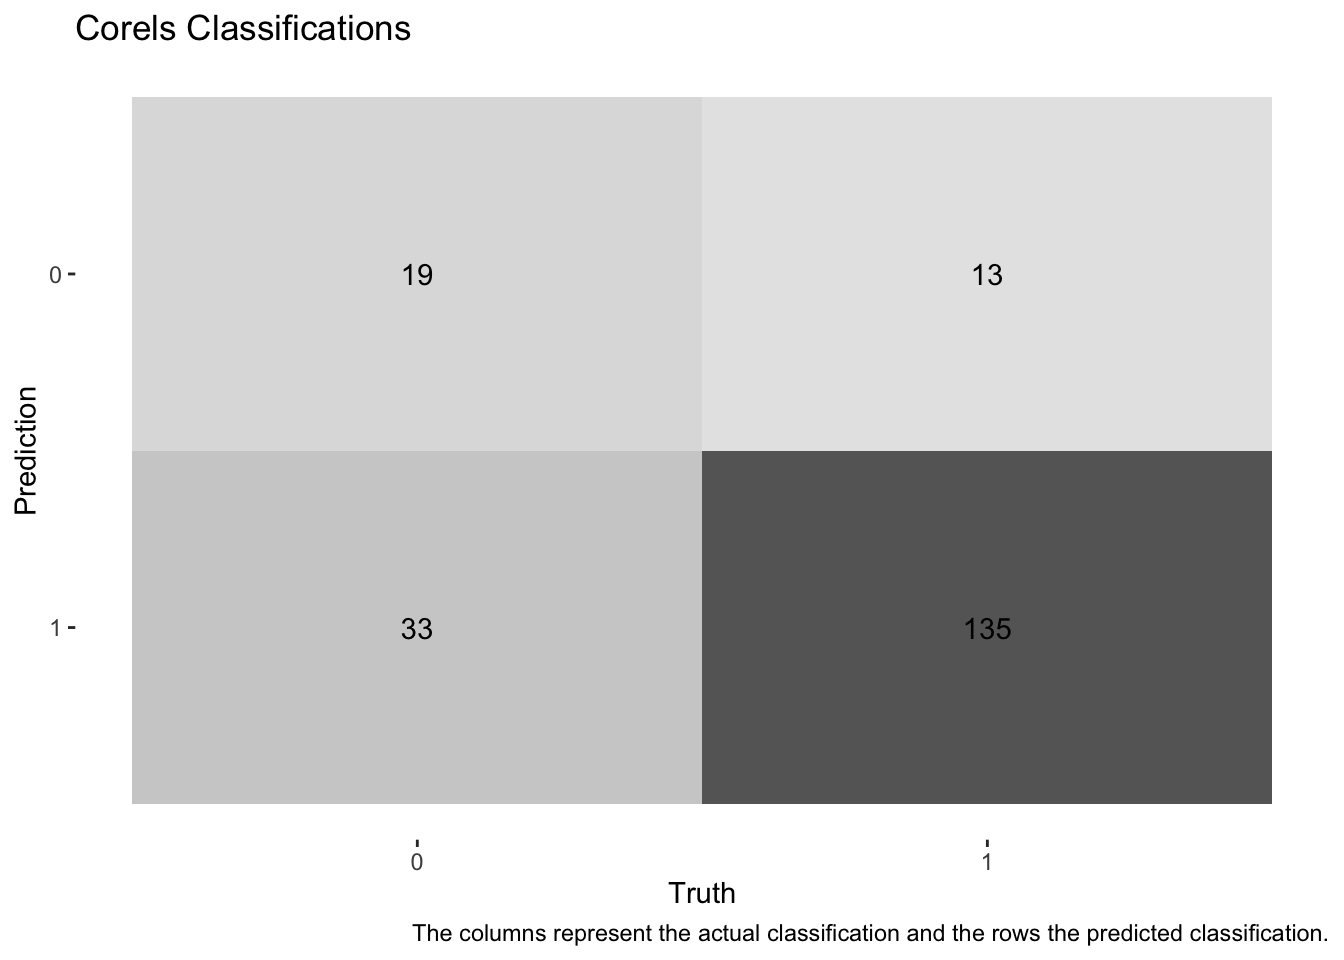 Corels Classifications
19
13
0
Prediction
33
135
1
0
1
Truth
The columns represent the actual classification and the rows the predicted classification.